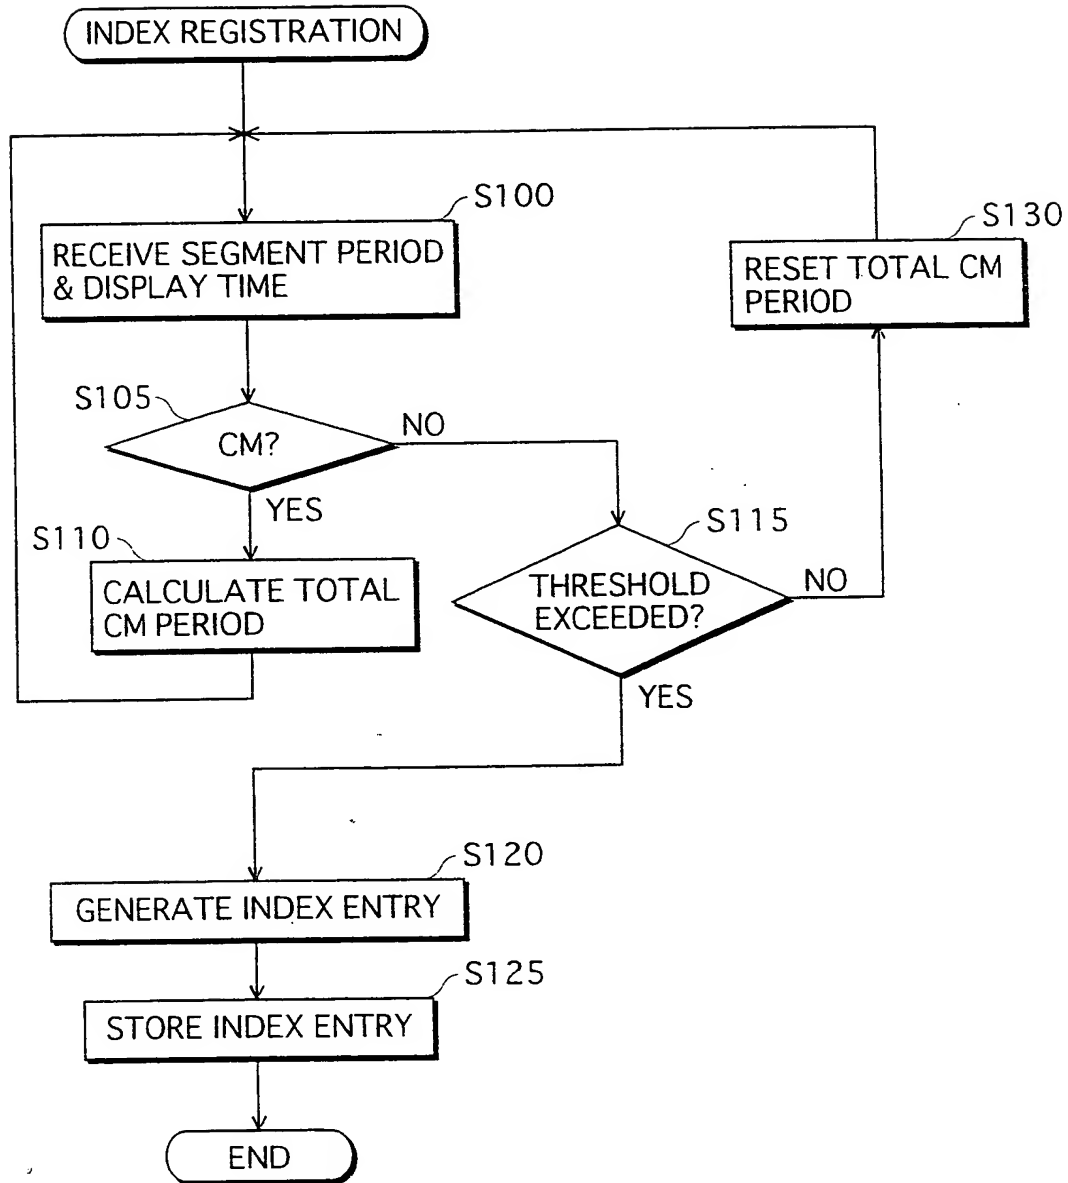 INDEX REGISTRATION
S100
RECEIVE SEGMENT PERIOD
& DISPLAY TIME
S130
RESET TOTAL CM
PERIOD
S105
CM?
NO
YES
S110
CALCULATE TOTAL
CM PERIOD
S115
THRESHOLD
EXCEEDED?
NO
YES
S120
GENERATE INDEX ENTRY
S125
STORE INDEX ENTRY
END